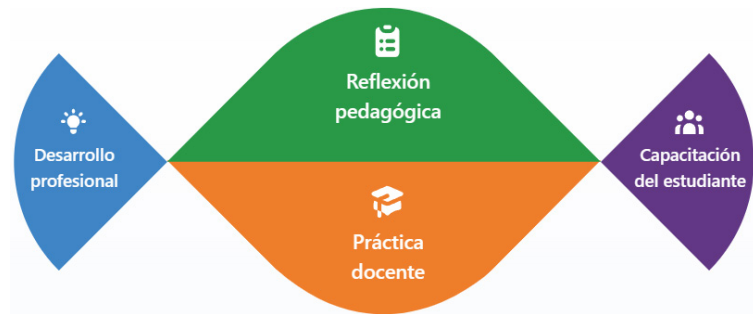 Reflexión
pedagógica
Desarrollo
profesional
Capacitación
del estudiante
Práctica
docente